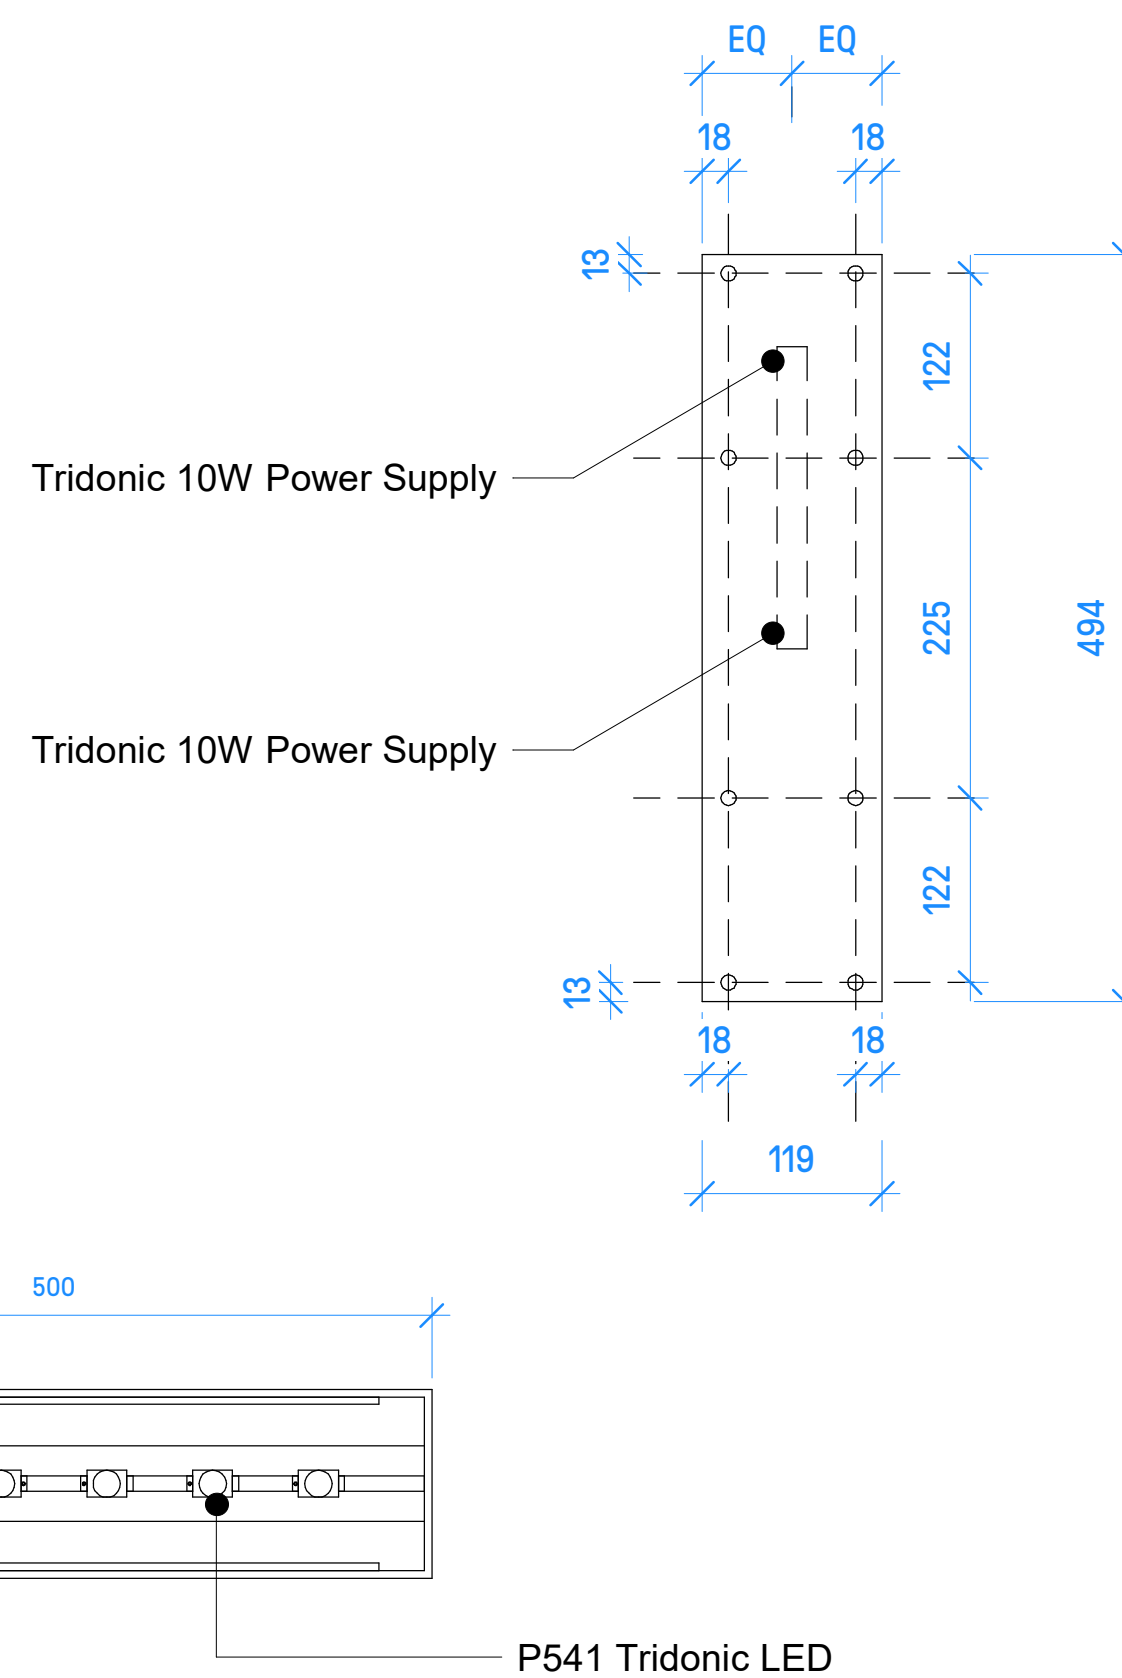 EQ EQ
18 18
13
122
Tridonic 10W Power Supply
225
494
Tridonic 10W Power Supply
122
13
18 18
119
500
P541 Tridonic LED